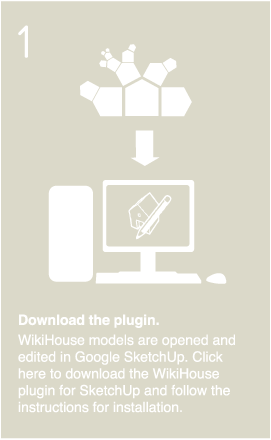 1
Download the plugin.
WikiHouse models are opened and
edited in Google SketchUp. Click
here to download the WikiHouse
plugin for SketchUp and follow the
instructions for installation.